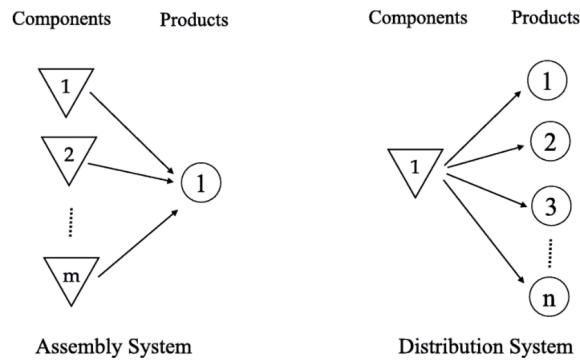 Components Products
1
2
m
1
Assembly System
Components Products
1
1
2
3
n
Distribution System